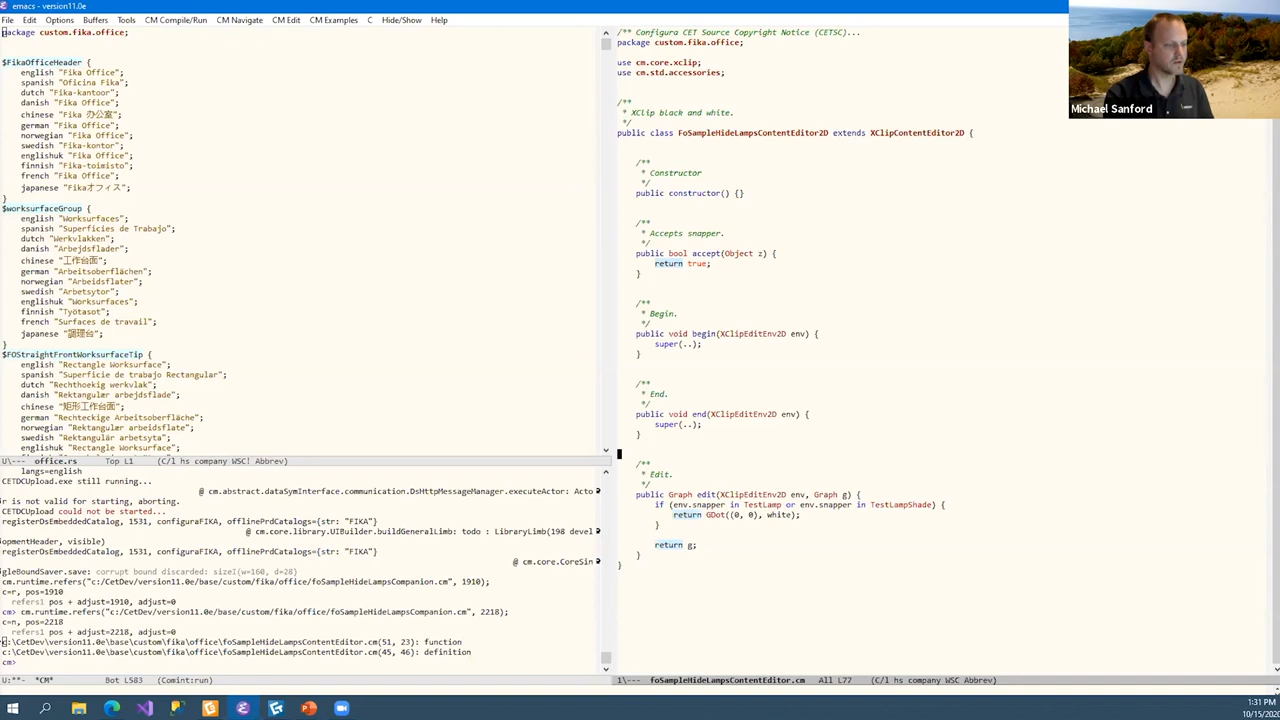 emacs - version11.0e
File Edit Options Buffers Tools CM Compile/Run CM Navigate CM Edit CM Examples C Hide/Show Help
package custom.fika.office;
$FikaOfficeHeader {
english "Fika Office";
spanish "Oficina Fika";
dutch "Fika-kantoor";
danish "Fika Office";
chinese "Fika 办公室";
german "Fika Office";
norwegian "Fika Office";
swedish "Fika-kontor";
englishuk "Fika Office";
finnish "Fika-toimisto";
french "Fika Office";
japanese "Fikaオフィス";
}
$worksurfaceGroup {
english "Worksurfaces";
spanish "Superficies de Trabajo";
dutch "Werkvlakken";
danish "Arbejdsflader";
chinese "工作台面";
german "Arbeitsoberflächen";
norwegian "Arbeidsflater";
swedish "Arbetsytor";
englishuk "Worksurfaces";
finnish "Työtasot";
french "Surfaces de travail";
japanese "調理台";
}
$FOStraightFrontWorksurfaceTip {
english "Rectangle Worksurface";
spanish "Superficie de trabajo Rectangular";
dutch "Rechthoekig werkvlak";
danish "Rektangulær arbejdsflade";
chinese "矩形工作台面";
german "Rechteckige Arbeitsoberfläche";
norwegian "Rektangulær arbeidsflate";
swedish "Rektangulär arbetsyta";
englishuk "Rectangle Worksurface";
U\--- office.rs Top L1 (C/l hs company WSC! Abbrev)
langs=english
CETDCUpload.exe still running...
@ cm.abstract.dataSymInterface.communication.DsHttpMessageManager.executeActor: Acto
ir is not valid for starting, aborting.
CETDCUpload could not be started...
registerDsEmbeddedCatalog, 1531, configuraFIKA, offlinePrdCatalogs={str: "FIKA"}
@ cm.core.library.UIBuilder.buildGeneralLimb: todo : LibraryLimb(198 devel
lopmentHeader, visible)
registerDsEmbeddedCatalog, 1531, configuraFIKA, offlinePrdCatalogs={str: "FIKA"}
@ cm.core.CoreSin
igleBoundSaver.save: corrupt bound discarded: sizeI(w=160, d=28)
cm.runtime.refers("c:/CetDev/version11.0e/base/custom/fika/office/foSampleHideLampsCompanion.cm", 1910);
c=r, pos=1910
refers1 pos + adjust=1910, adjust=0
cm> cm.runtime.refers("c:/CetDev/version11.0e/base/custom/fika/office/foSampleHideLampsCompanion.cm", 2218);
c=n, pos=2218
refers1 pos + adjust=2218, adjust=0
c:\CetDev\version11.0e\base\custom\fika\office\foSampleHideLampsContentEditor.cm(51, 23): function
c:\CetDev\version11.0e\base\custom\fika\office\foSampleHideLampsContentEditor.cm(45, 46): definition
cm>
U:**- *CM* Bot L583 (Comint:run)
/** Configura CET Source Copyright Notice (CETSC)...
package custom.fika.office;
use cm.core.xclip;
use cm.std.accessories;
/**
* XClip black and white.
*/
public class FoSampleHideLampsContentEditor2D extends XClipContentEditor2D {
/**
* Constructor
*/
public constructor() {}
/**
* Accepts snapper.
*/
public bool accept(Object z) {
return true;
}
/**
* Begin.
*/
public void begin(XClipEditEnv2D env) {
super(..);
}
/**
* End.
*/
public void end(XClipEditEnv2D env) {
super(..);
}
/**
* Edit.
*/
public Graph edit(XClipEditEnv2D env, Graph g) {
if (env.snapper in TestLamp or env.snapper in TestLampShade) {
return GDot((0, 0), white);
}
return g;
}
}
1\--- foSampleHideLampsContentEditor.cm All L77 (C/l hs company WSC Abbrev)
Michael Sanford
1:31 PM